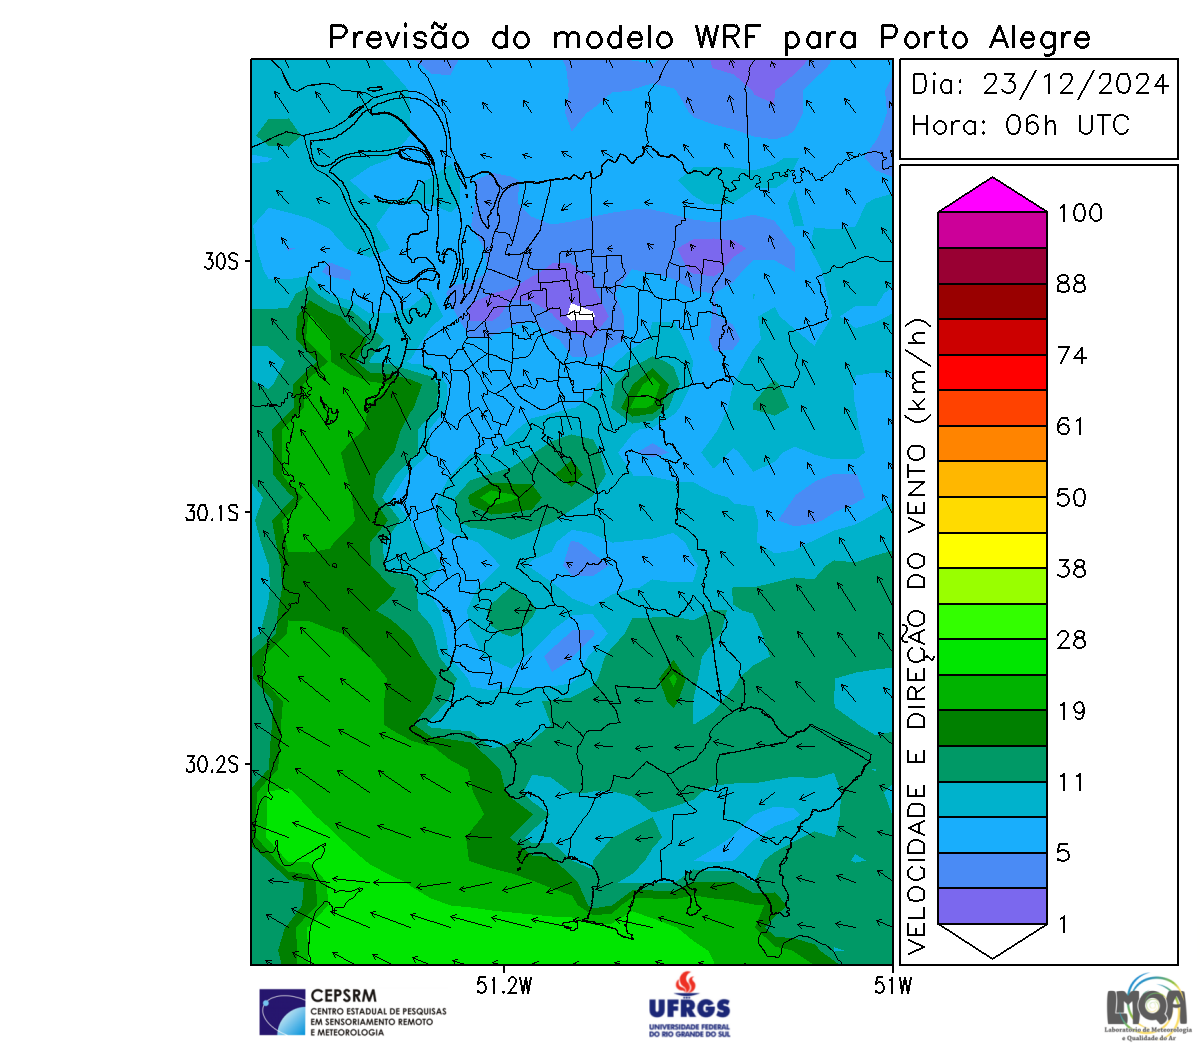 Previsão do modelo WRF para Porto Alegre
Dia: 23/12/2024
Hora: 06h UTC
30S
30.1S
30.2S
51.2W
51W
VELOCIDADE E DIREÇÃO DO VENTO (km/h)
100
88
74
61
50
38
28
19
11
5
1
CEPSRM
CENTRO ESTADUAL DE PESQUISAS
EM SENSORIAMENTO REMOTO
E METEOROLOGIA
UFRGS
UNIVERSIDADE FEDERAL
DO RIO GRANDE DO SUL
LMQA
Laboratório de Meteorologia
e Qualidade do Ar